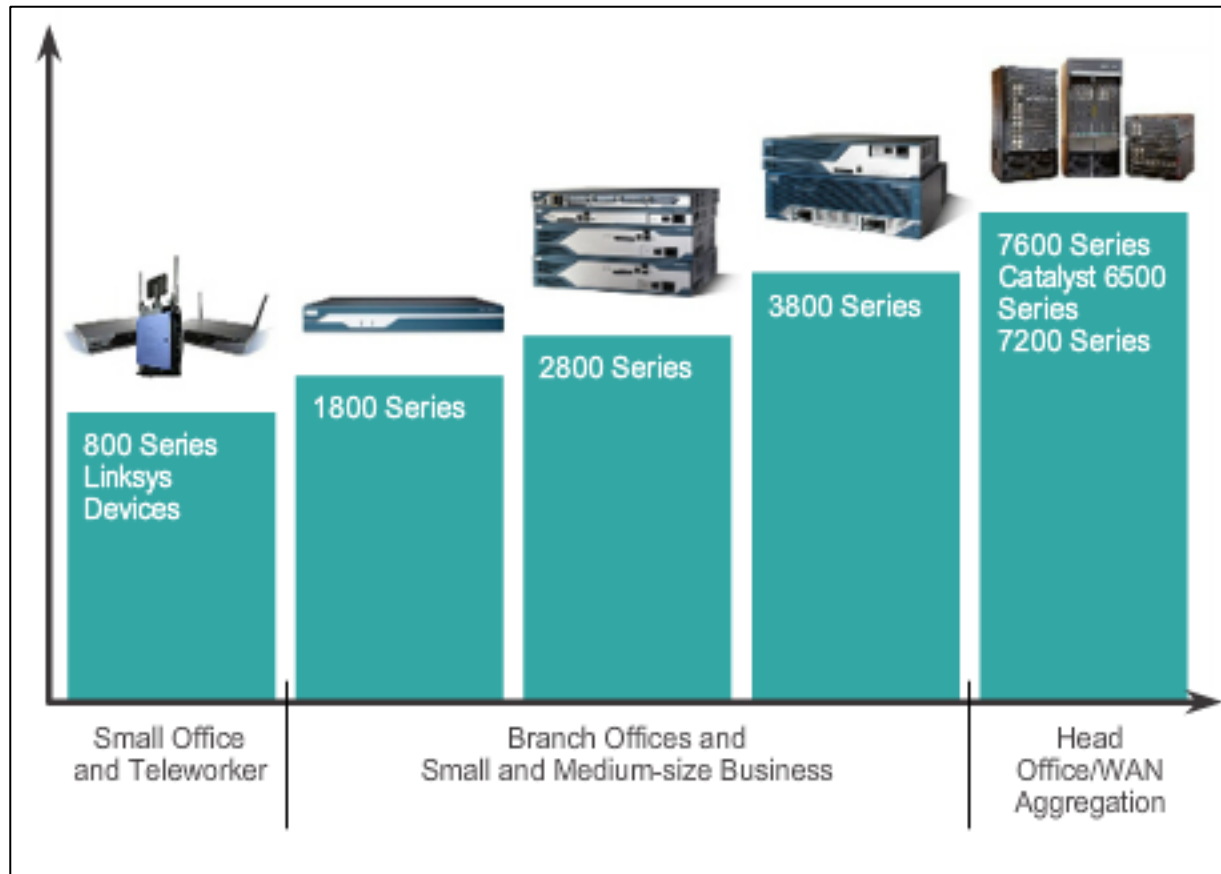 800 Series
Linksys
Devices
1800 Series
2800 Series
3800 Series
7600 Series
Catalyst 6500
Series
7200 Series
Small Office
and Teleworker
Branch Offices and
Small and Medium-size Business
Head
Office/WAN
Aggregation